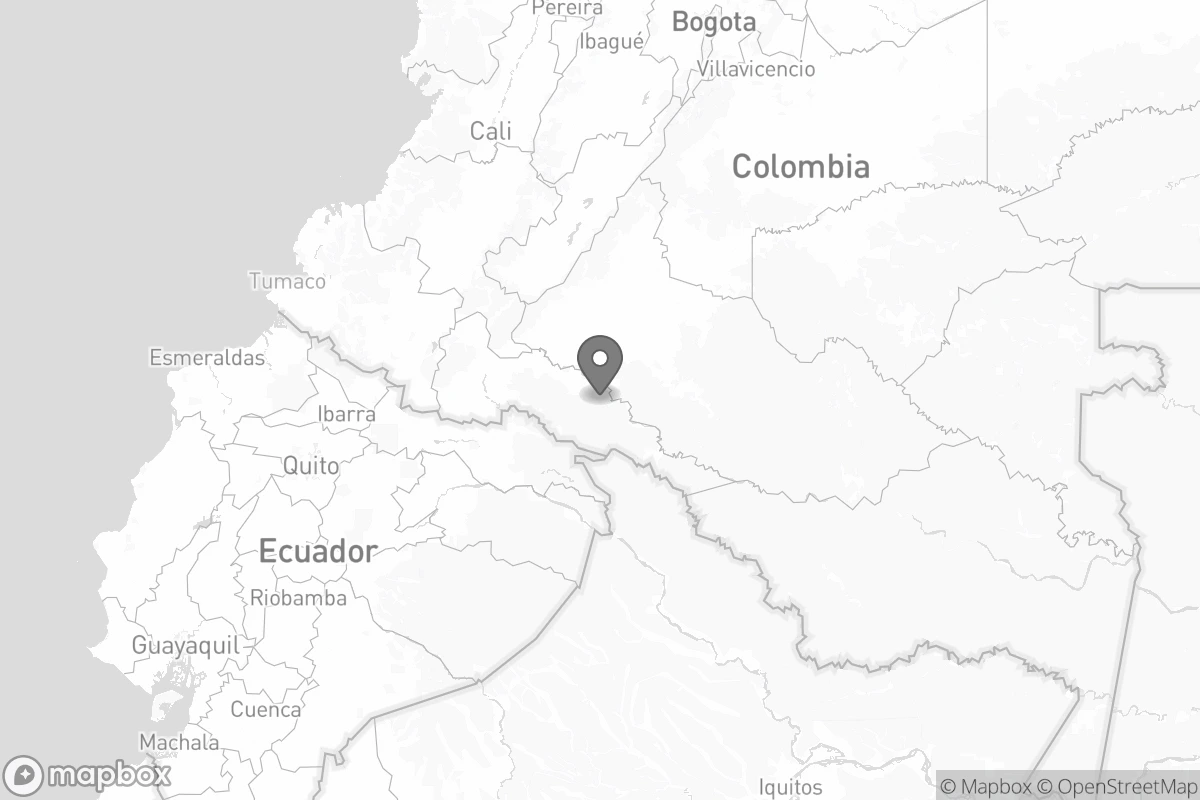 Pereira
Bogota
Ibagué
Villavicencio
Cali
Colombia
Tumaco
Esmeraldas
Ibarra
Quito
Ecuador
Riobamba
Guayaquil
Cuenca
Machala
Iquitos
mapbox
© Mapbox © OpenStreetMap